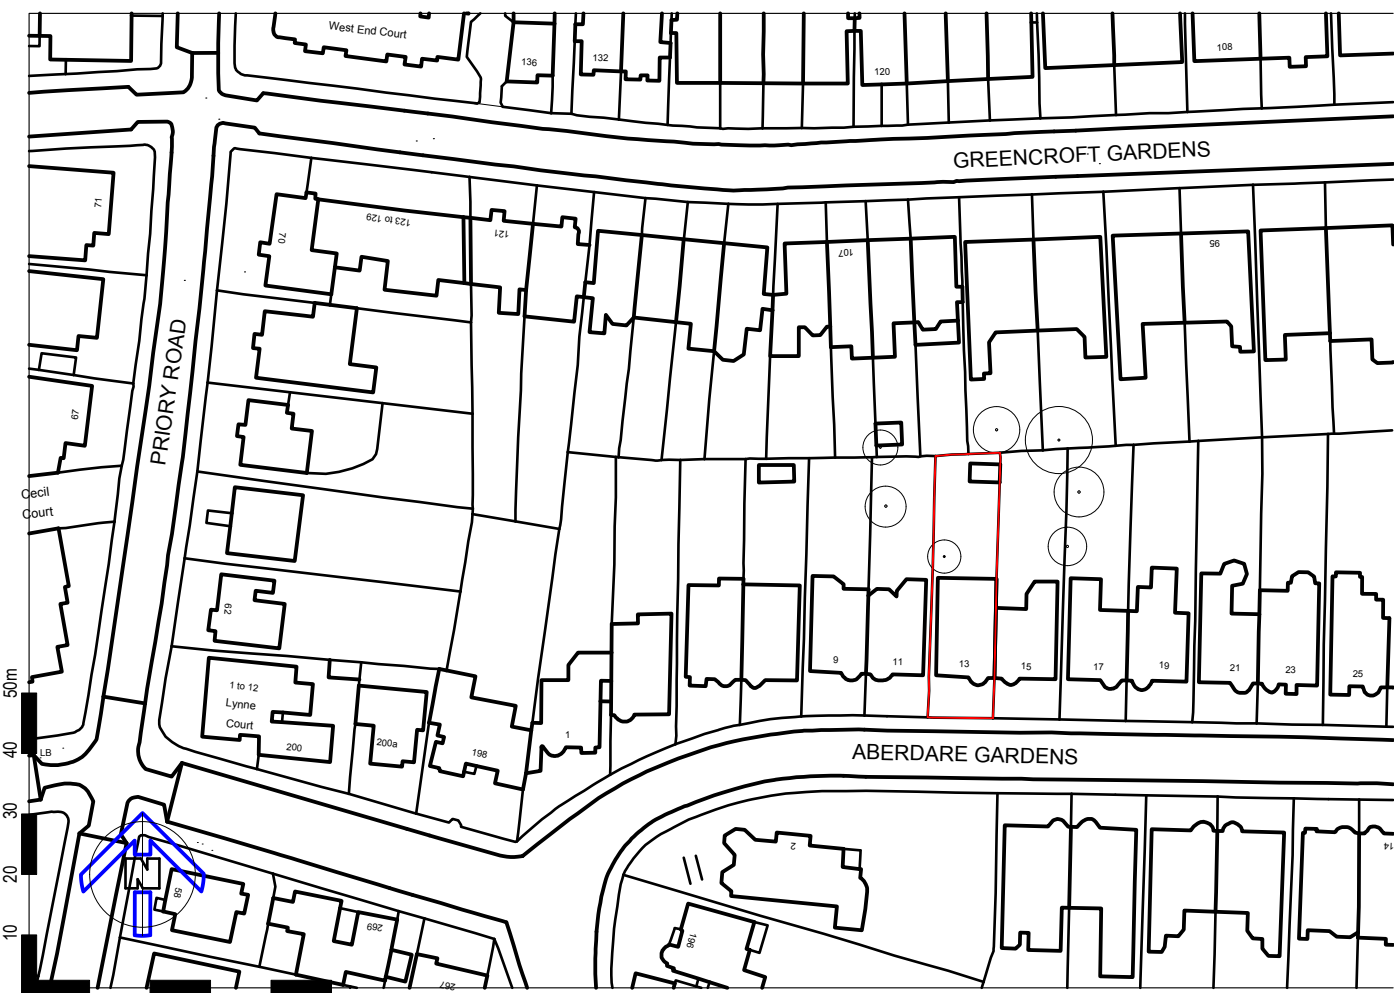 West End Court
136
132
120
108
GREENCROFT GARDENS
71
70
123 to 129
121
107
95
PRIORY ROAD
67
Cecil
Court
62
9
11
13
15
17
19
21
23
25
1 to 12
Lynne
Court
200
200a
198
1
ABERDARE GARDENS
50m
40
30
20
10
LB
N
58
269
267
196
2
14